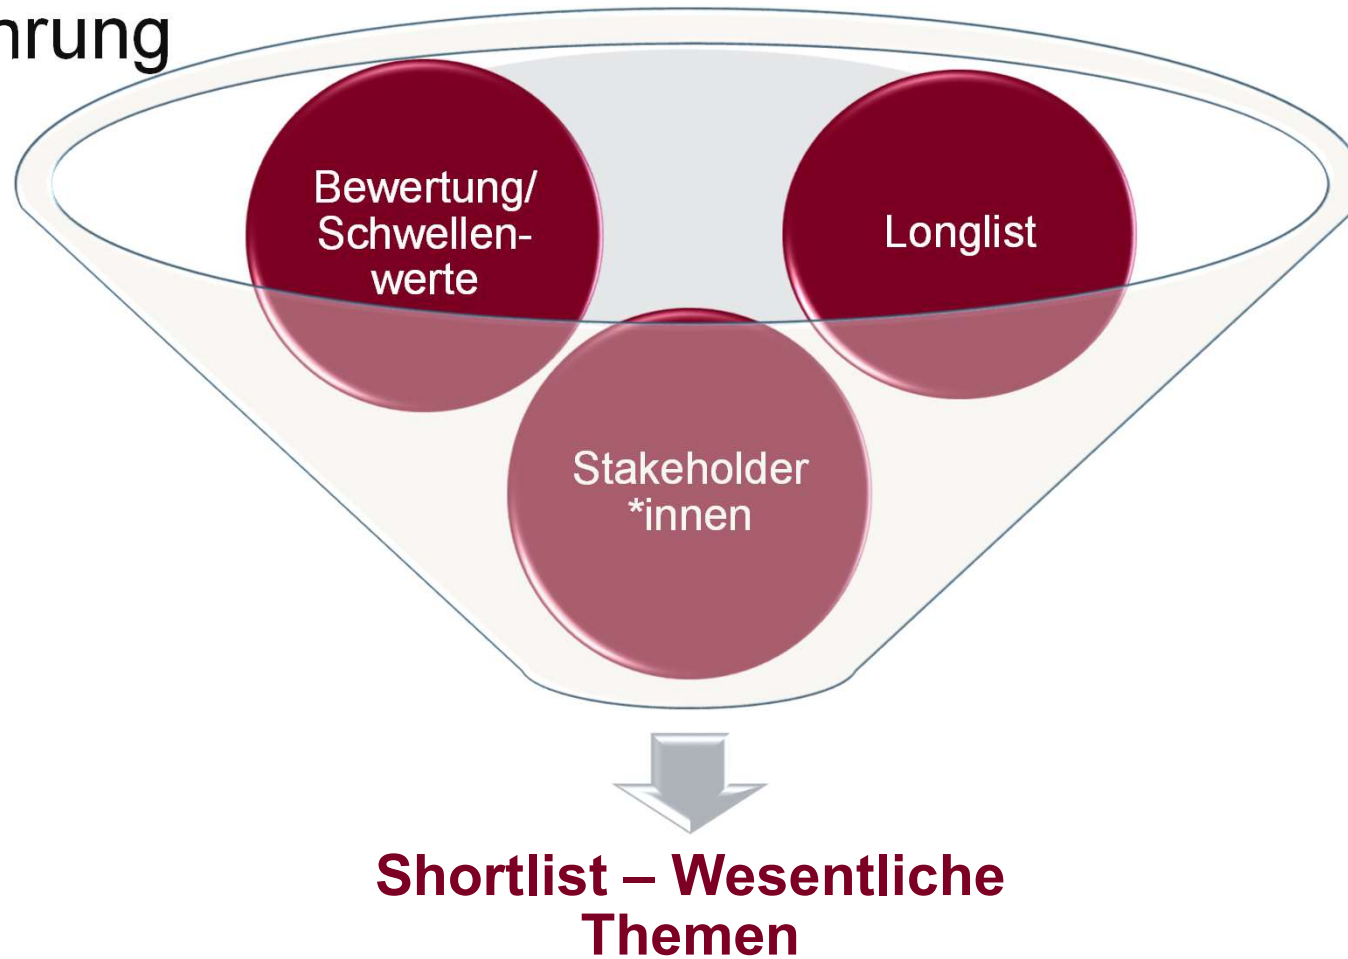 hrung
Bewertung/
Schwellen-
werte
Longlist
Stakeholder
*innen
Shortlist – Wesentliche
Themen